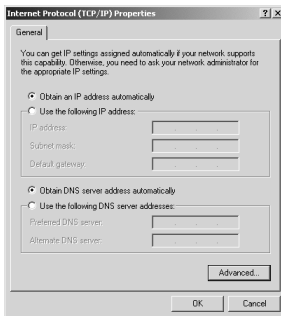 Internet Protocol (TCP/IP) Properties
General
You can get IP settings assigned automatically if your network supports
this capability. Otherwise, you need to ask your network administrator for
the appropriate IP settings.
Obtain an IP address automatically
Use the following IP address:
IP address:
Subnet mask:
Default gateway:
Obtain DNS server address automatically
Use the following DNS server addresses:
Preferred DNS server:
Alternate DNS server:
Advanced...
OK Cancel